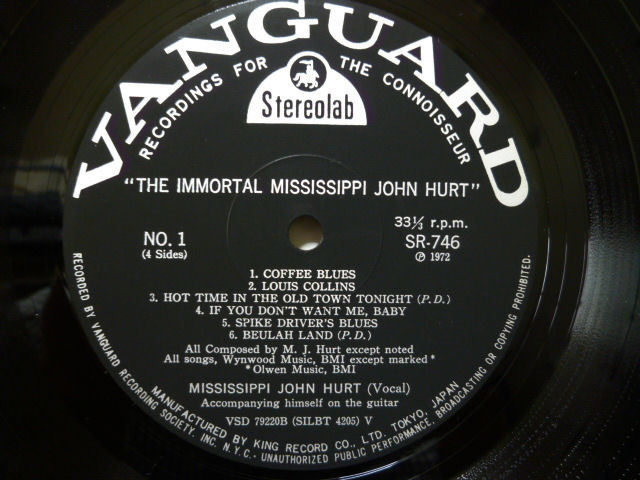 VANGUARD
RECORDINGS FOR THE CONNOISSEUR
Stereolab
"THE IMMORTAL MISSISSIPPI JOHN HURT"
NO. 1
(4 Sides)
33⅓ r.p.m.
SR-746
Ⓟ 1972
1. COFFEE BLUES
2. LOUIS COLLINS
3. HOT TIME IN THE OLD TOWN TONIGHT (P.D.)
4. IF YOU DON'T WANT ME, BABY
5. SPIKE DRIVER'S BLUES
6. BEULAH LAND (P.D.)
All Composed by M. J. Hurt except noted
All songs, Wynwood Music, BMI except marked*
*Olwen Music, BMI
MISSISSIPPI JOHN HURT (Vocal)
Accompanying himself on the guitar
VSD 79220B (SILBT 4205) V
RECORDED BY VANGUARD RECORDING SOCIETY, INC. N.Y.C. · UNAUTHORIZED PUBLIC PERFORMANCE, BROADCASTING OR COPYING PROHIBITED.
MANUFACTURED BY KING RECORD CO., LTD. TOKYO, JAPAN